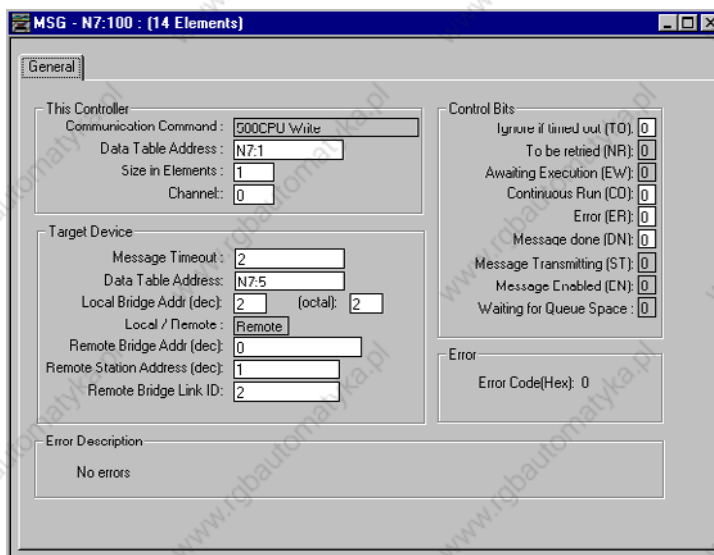 MSG - N7:100 : (14 Elements)
General
This Controller
Communication Command : 500CPU Write
Data Table Address : N7:1
Size in Elements : 1
Channel:: 0
Target Device
Message Timeout : 2
Data Table Address: N7:5
Local Bridge Addr (dec): 2 (octal): 2
Local / Remote : Remote
Remote Bridge Addr (dec): 0
Remote Station Address (dec): 1
Remote Bridge Link ID: 2
Control Bits
Ignore if timed out (TO): 0
To be retried (NR): 0
Awaiting Execution (EW): 0
Continuous Run (CO): 0
Error (ER): 0
Message done (DN): 0
Message Transmitting (ST): 0
Message Enabled (EN): 0
Waiting for Queue Space : 0
Error
Error Code(Hex): 0
Error Description
No errors
www.rgbautomatyka.pl